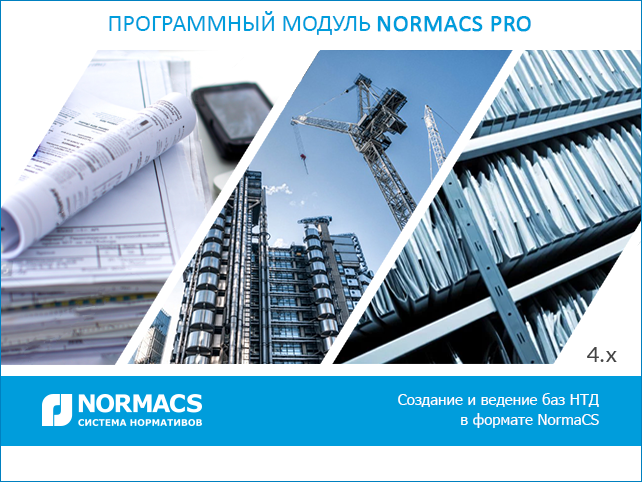 ПРОГРАММНЫЙ МОДУЛЬ NORMACS PRO
4.x
NORMACS
СИСТЕМА НОРМАТИВОВ
Создание и ведение баз НТД
в формате NormaCS